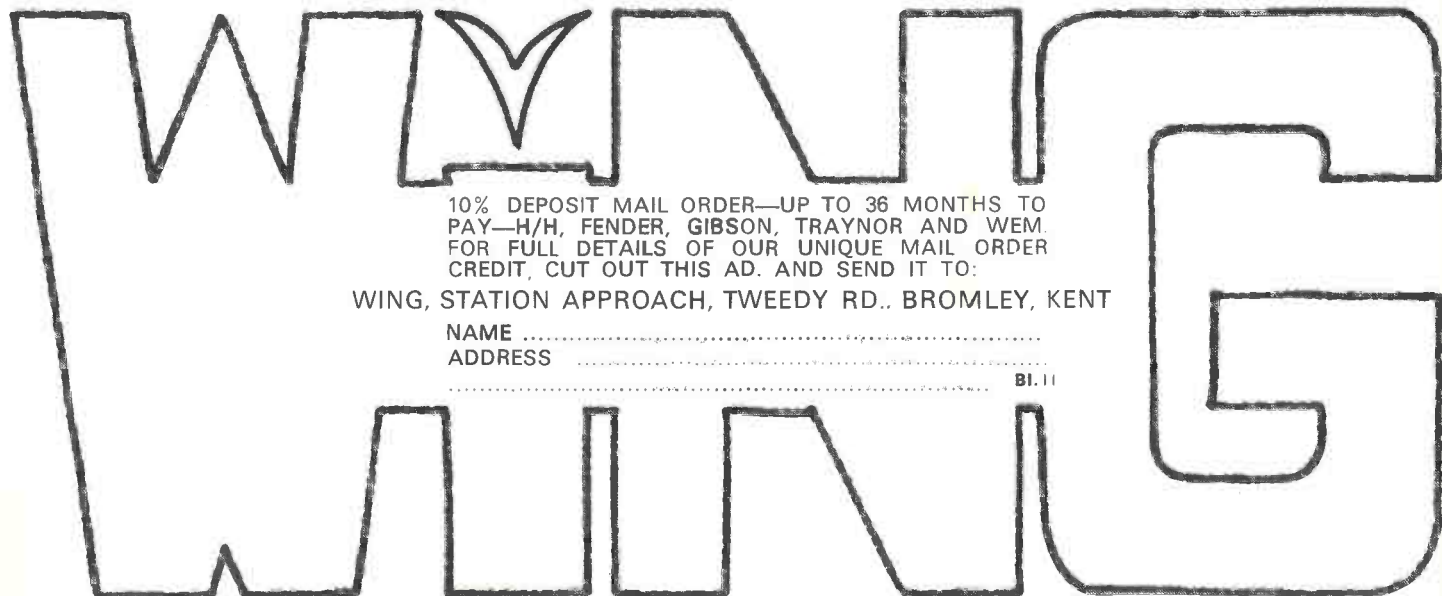 WING
10% DEPOSIT MAIL ORDER—UP TO 36 MONTHS TO
PAY—H/H, FENDER, GIBSON, TRAYNOR AND WEM.
FOR FULL DETAILS OF OUR UNIQUE MAIL ORDER
CREDIT, CUT OUT THIS AD. AND SEND IT TO:
WING, STATION APPROACH, TWEEDY RD.. BROMLEY, KENT
NAME ..........
ADDRESS ..........
.......... BI.11